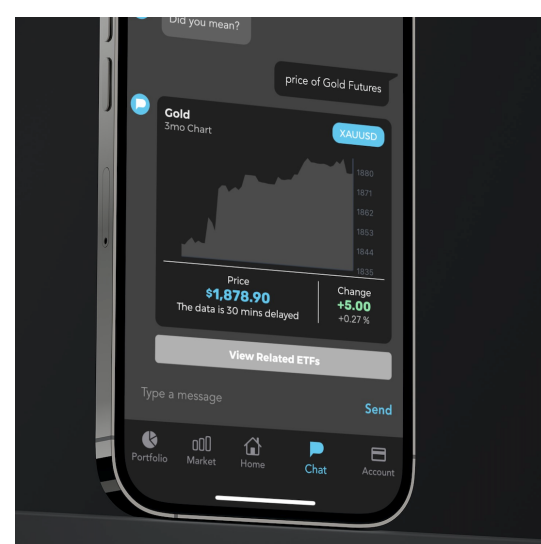 Did you mean?
price of Gold Futures
Gold
3mo Chart
XAUUSD
1880
1871
1862
1853
1844
1835
Price
$1,878.90
The data is 30 mins delayed
Change
+5.00
+0.27 %
View Related ETFs
Type a message
Send
Portfolio
Market
Home
Chat
Account